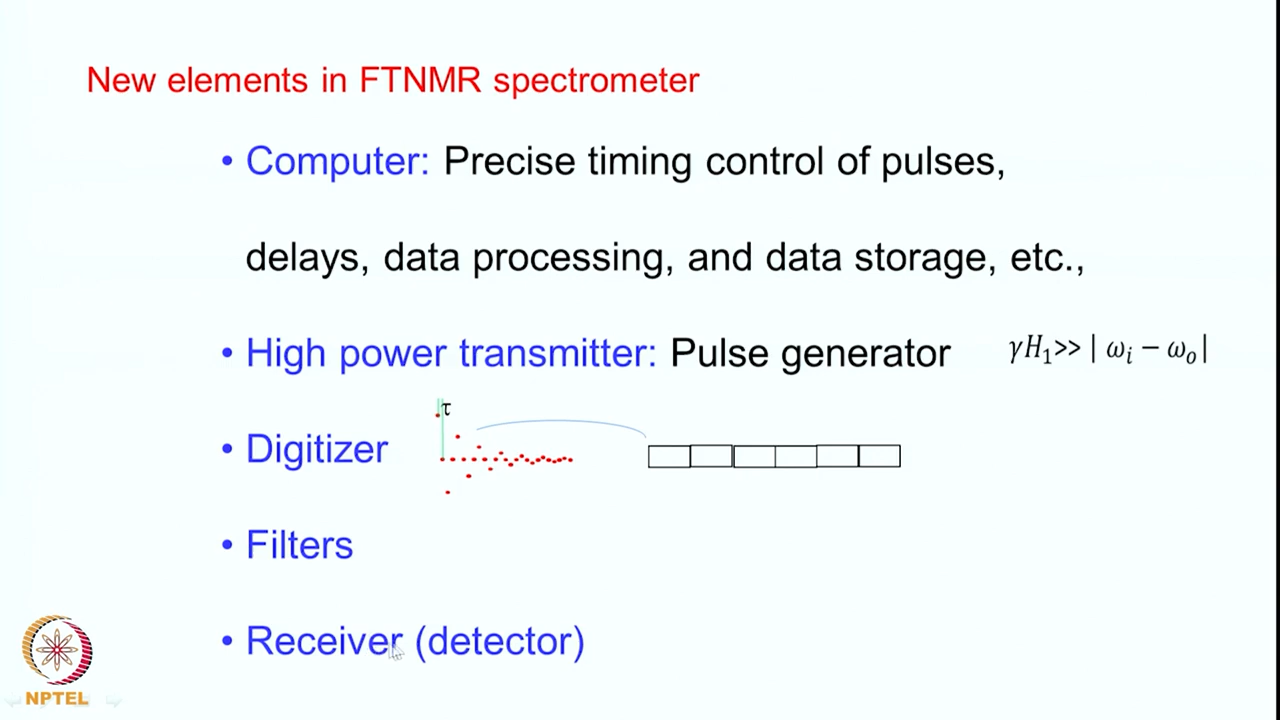 New elements in FTNMR spectrometer
• Computer: Precise timing control of pulses,
delays, data processing, and data storage, etc.,
• High power transmitter: Pulse generator γH₁>> | ωᵢ − ωₒ|
τ
• Digitizer
• Filters
• Receiver (detector)
NPTEL